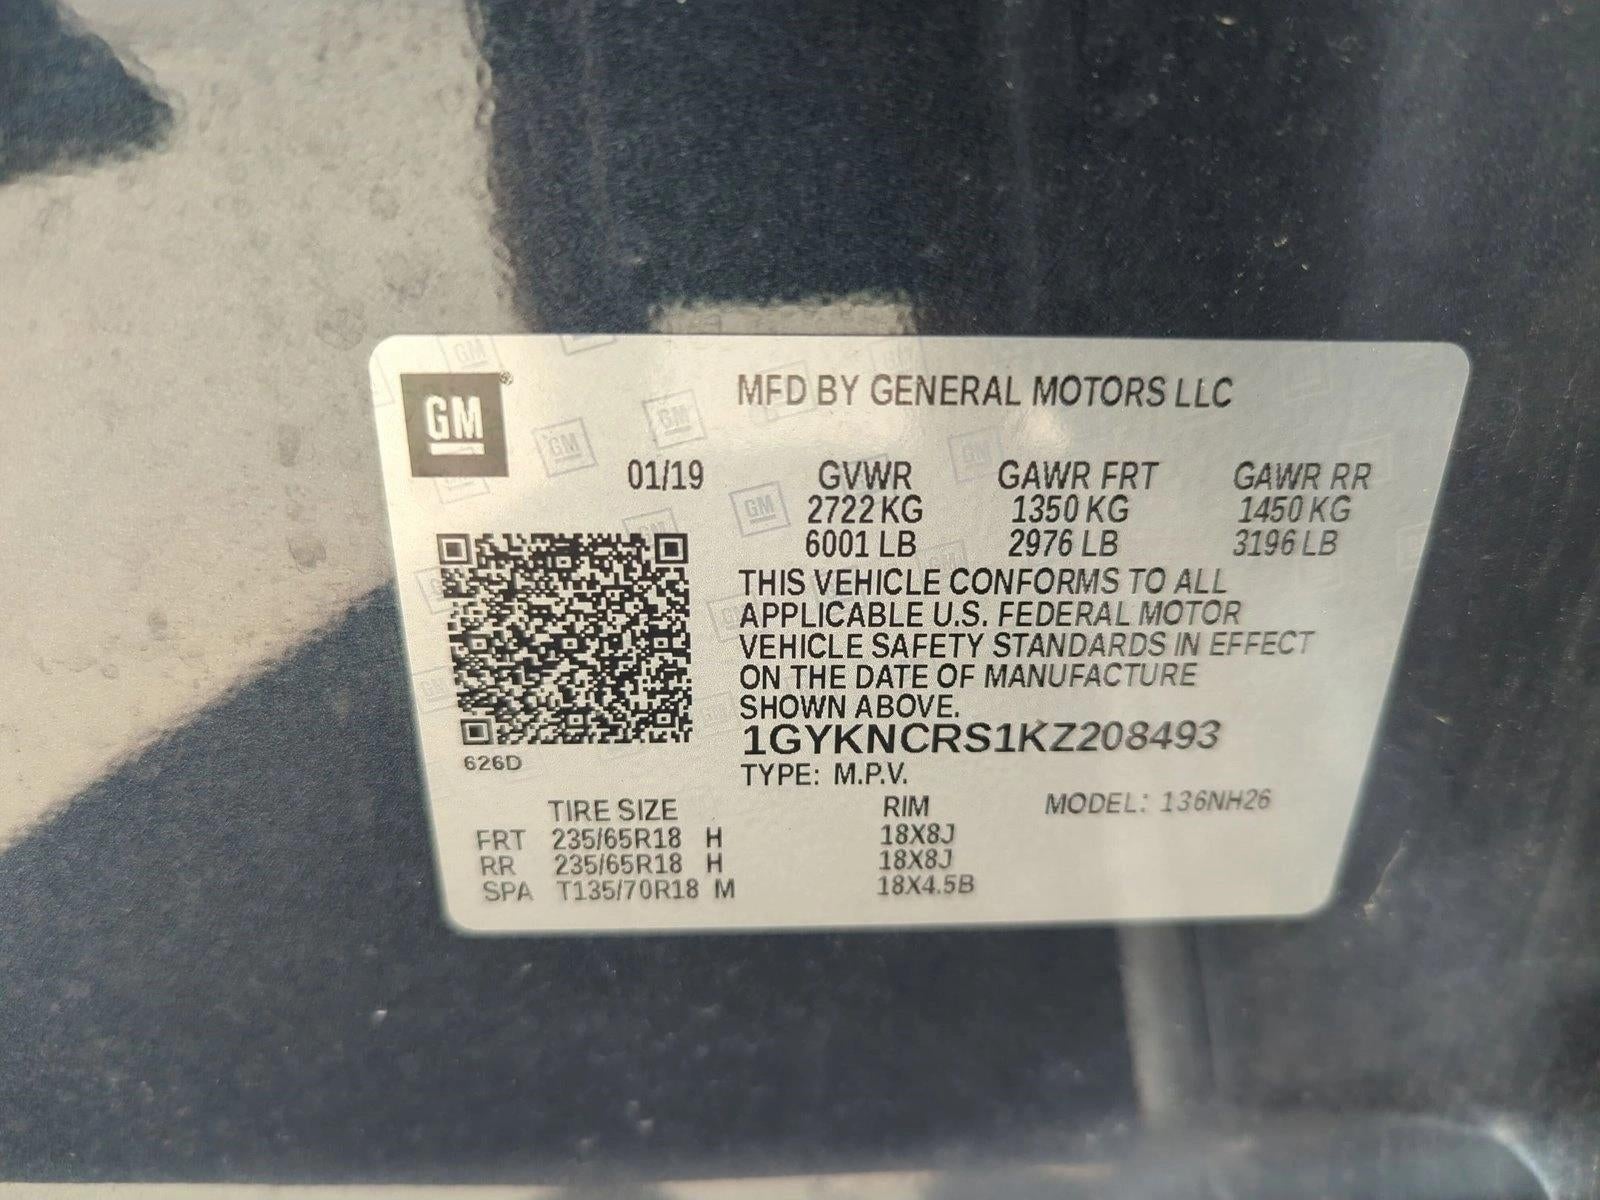 GM
MFD BY GENERAL MOTORS LLC
01/19 GVWR GAWR FRT GAWR RR
2722 KG 1350 KG 1450 KG
6001 LB 2976 LB 3196 LB
THIS VEHICLE CONFORMS TO ALL
APPLICABLE U.S. FEDERAL MOTOR
VEHICLE SAFETY STANDARDS IN EFFECT
ON THE DATE OF MANUFACTURE
SHOWN ABOVE.
1GYKNCRS1KZ208493
626D
TYPE: M.P.V.
TIRE SIZE RIM MODEL: 136NH26
FRT 235/65R18 H 18X8J
RR 235/65R18 H 18X8J
SPA T135/70R18 M 18X4.5B